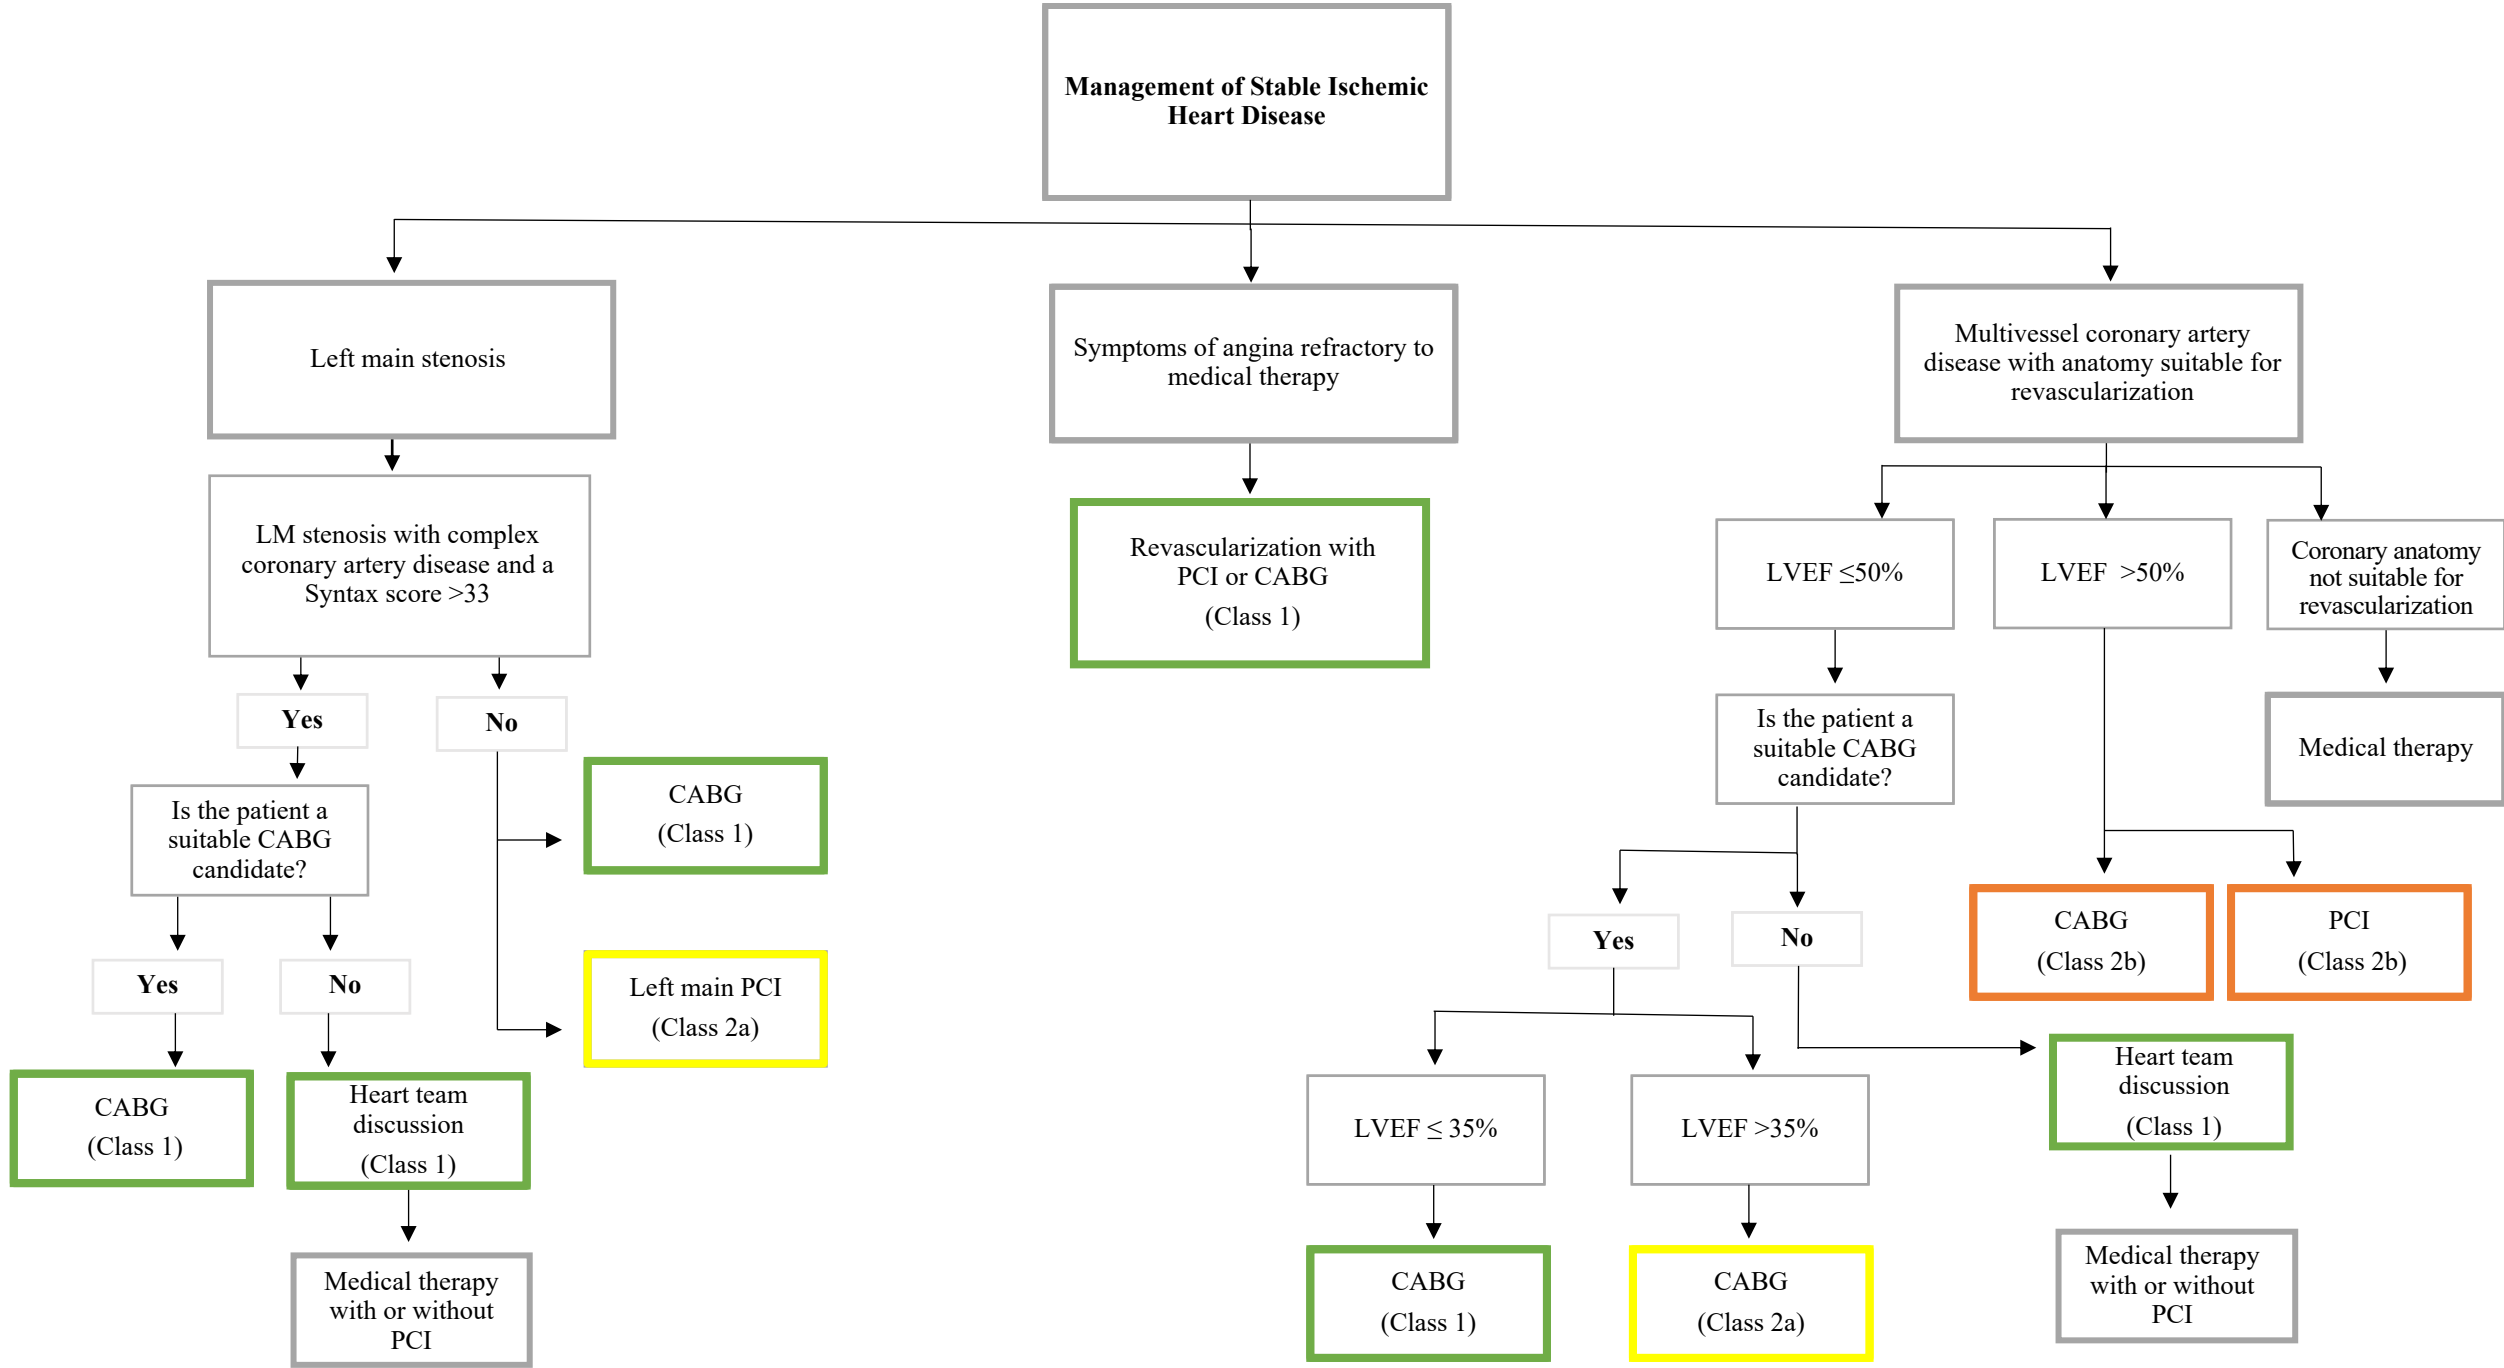 Management of Stable Ischemic
Heart Disease
Left main stenosis
Symptoms of angina refractory to
medical therapy
Multivessel coronary artery
disease with anatomy suitable for
revascularization
LM stenosis with complex
coronary artery disease and a
Syntax score >33
Revascularization with
PCI or CABG
(Class 1)
LVEF ≤50%
LVEF >50%
Coronary anatomy
not suitable for
revascularization
Yes
No
Is the patient a
suitable CABG
candidate?
Medical therapy
CABG
(Class 1)
Is the patient a
suitable CABG
candidate?
Left main PCI
(Class 2a)
Yes
No
CABG
(Class 2b)
PCI
(Class 2b)
Yes
No
CABG
(Class 1)
Heart team
discussion
(Class 1)
LVEF ≤ 35%
LVEF >35%
Heart team
discussion
(Class 1)
Medical therapy
with or without
PCI
CABG
(Class 1)
CABG
(Class 2a)
Medical therapy
with or without
PCI